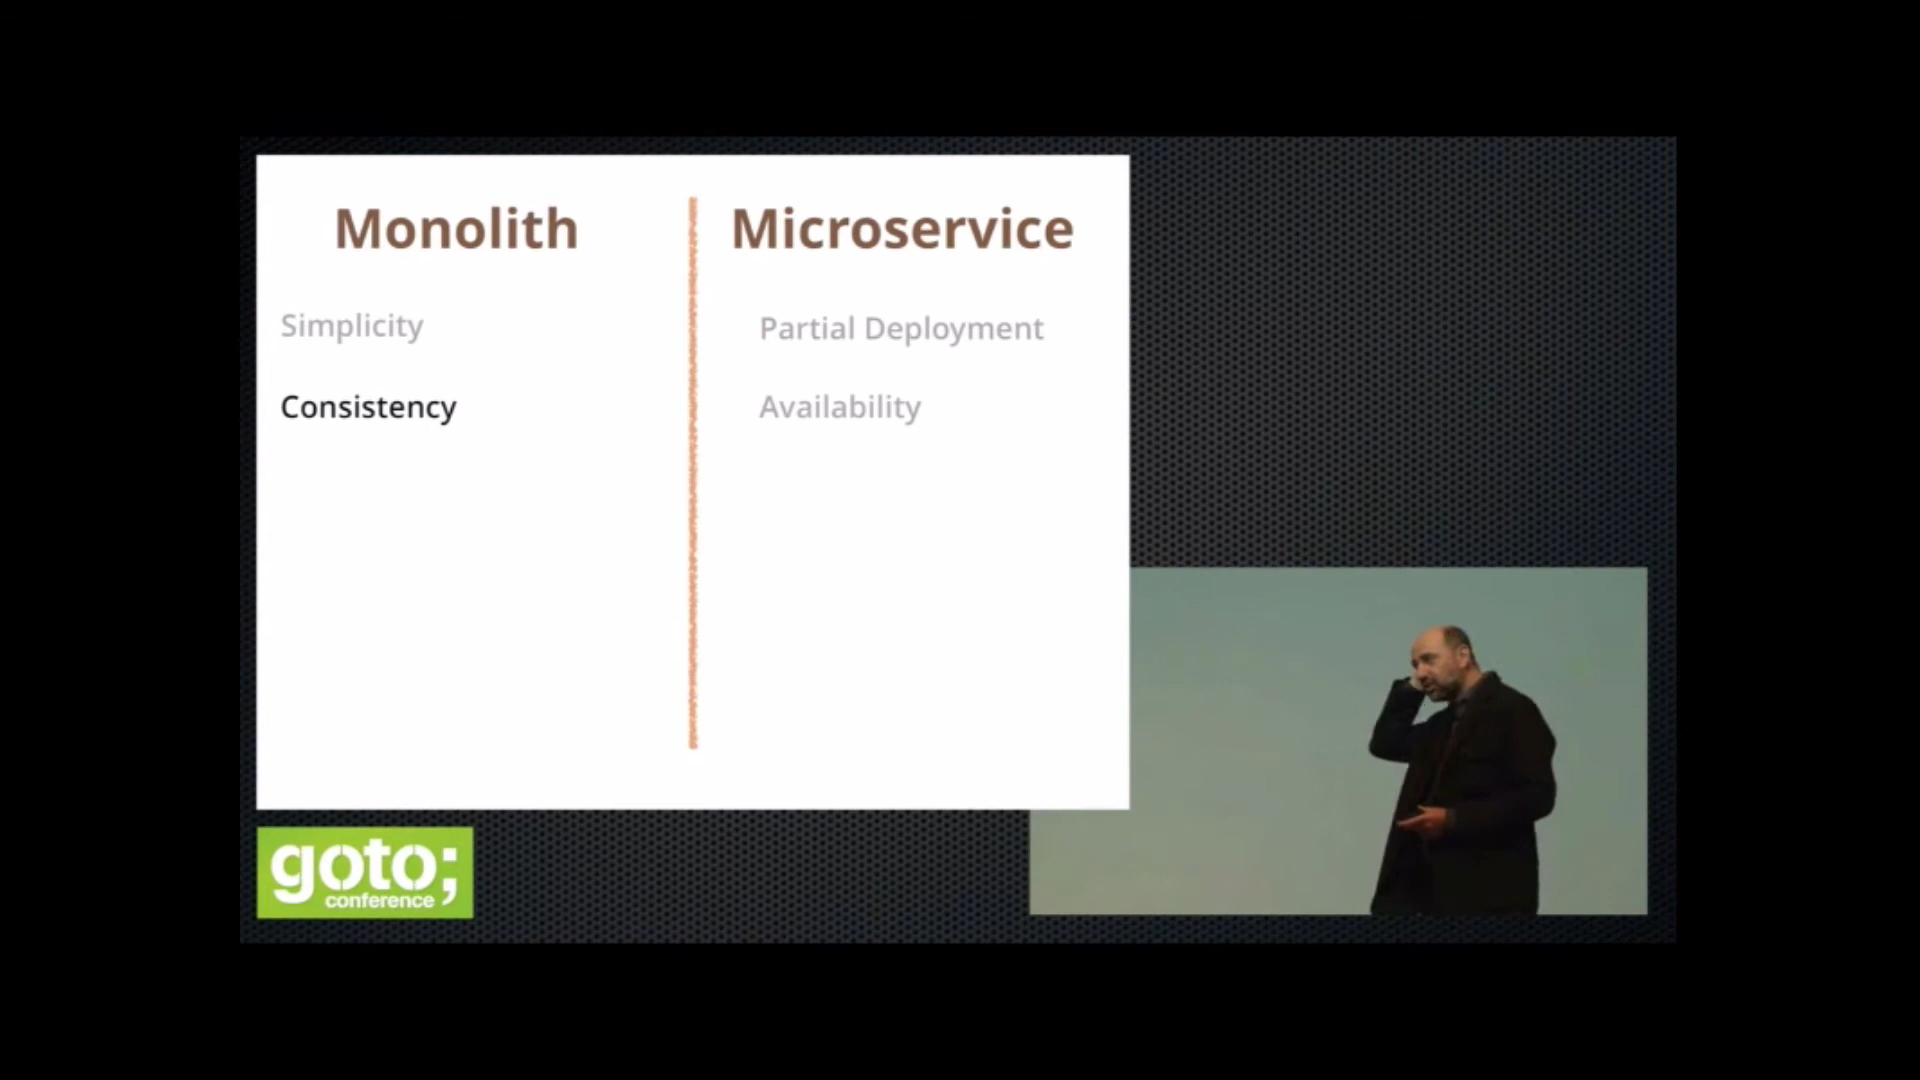 Monolith
Microservice
Simplicity
Partial Deployment
Consistency
Availability
goto;
conference